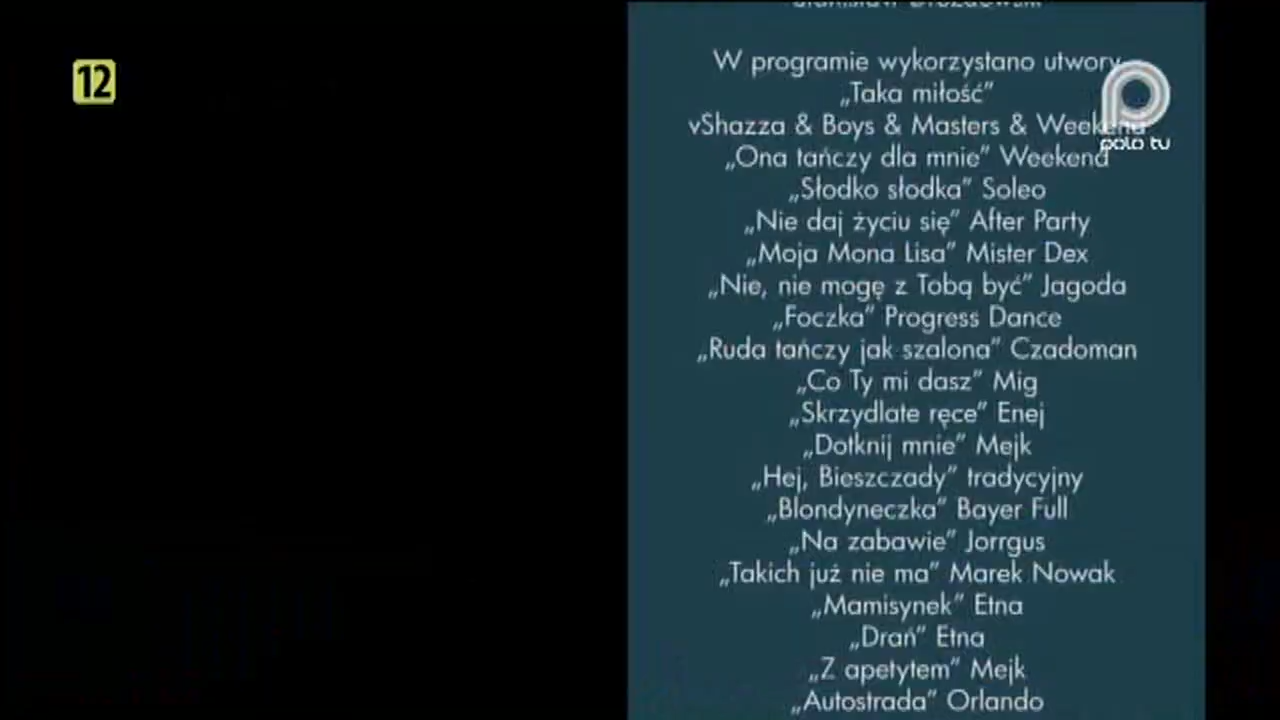 12
W programie wykorzystano utwory
„Taka miłość”
vShazza & Boys & Masters & Weekend
„Ona tańczy dla mnie” Weekend
„Słodko słodka” Soleo
„Nie daj życiu się” After Party
„Moja Mona Lisa” Mister Dex
„Nie, nie mogę z Tobą być” Jagoda
„Foczka” Progress Dance
„Ruda tańczy jak szalona” Czadoman
„Co Ty mi dasz” Mig
„Skrzydlate ręce” Enej
„Dotknij mnie” Mejk
„Hej, Bieszczady” tradycyjny
„Blondyneczka” Bayer Full
„Na zabawie” Jorrgus
„Takich już nie ma” Marek Nowak
„Mamisynek” Etna
„Drań” Etna
„Z apetytem” Mejk
„Autostrada” Orlando
polo tv